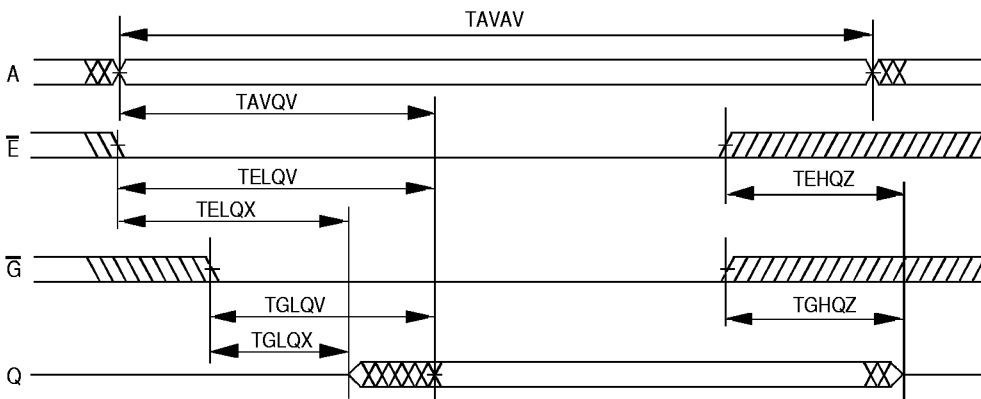 TAVAV
A
TAVQV
E̅
TELQV
TEHQZ
TELQX
G̅
TGLQV
TGHQZ
TGLQX
Q